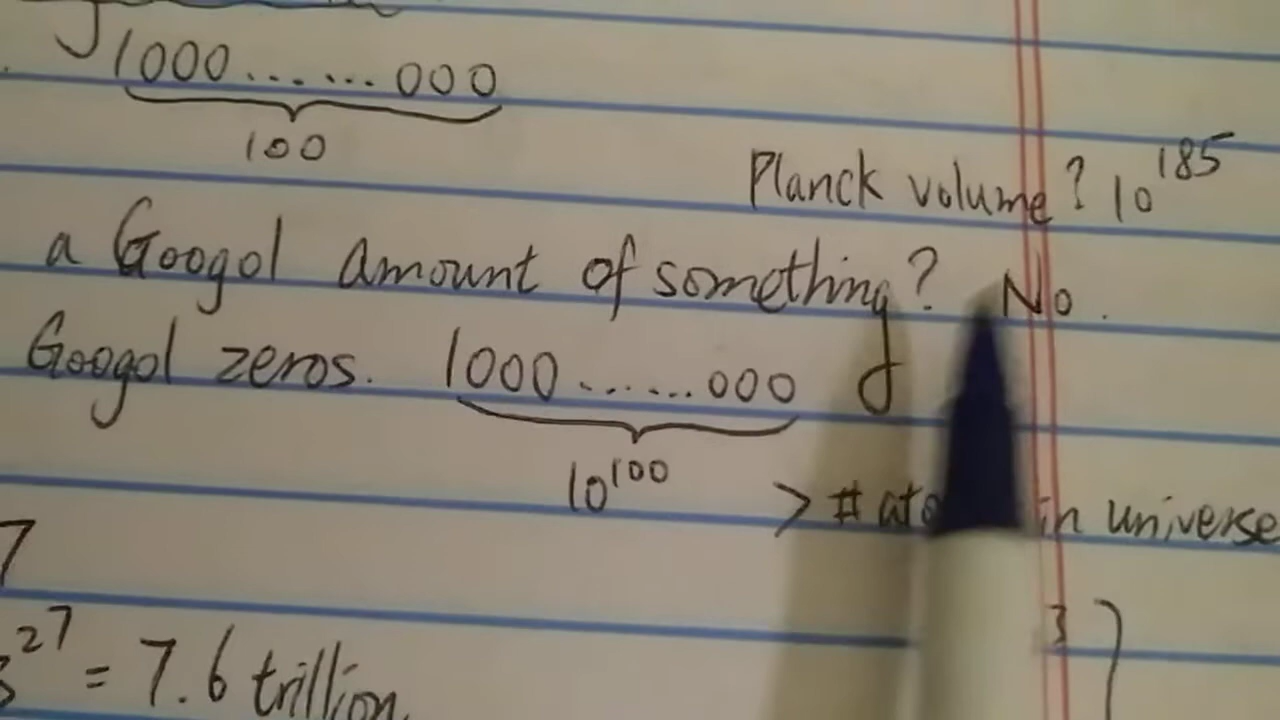 1000.......000
100
Planck volume? 10^185
a Googol amount of something? No.
Googol zeros. 1000.......000
10^100
> # in universe
7
3^27 = 7.6 trillion
3 )